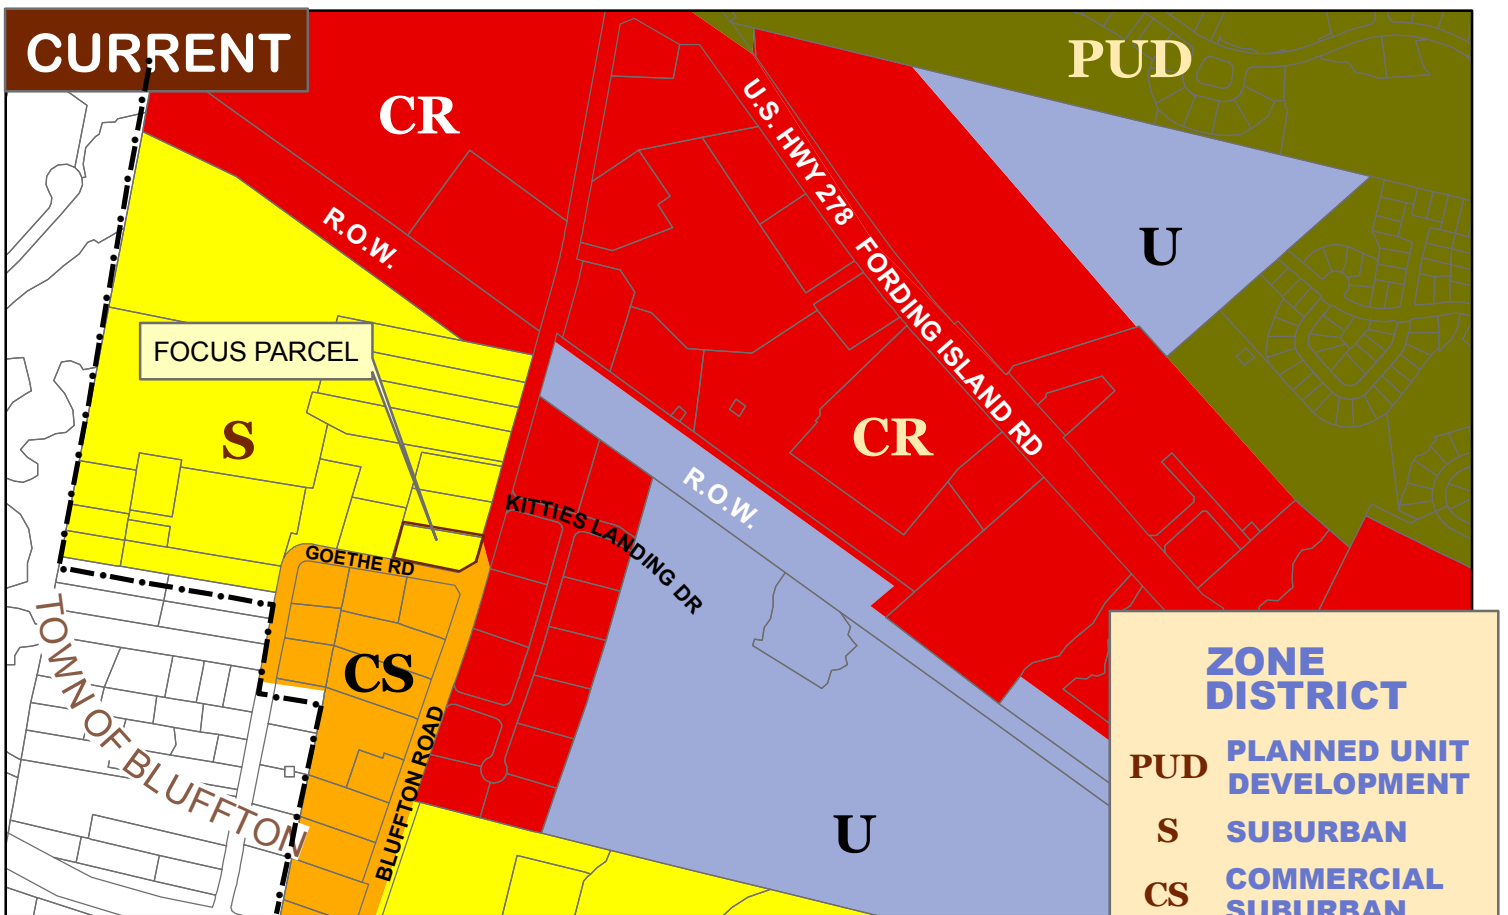 CURRENT
PUD
CR
U.S. HWY 278 FORDING ISLAND RD
R.O.W.
U
FOCUS PARCEL
S
CR
R.O.W.
KITTIES LANDING DR
GOETHE RD
TOWN OF BLUFFTON
CS
BLUFFTON ROAD
U
ZONE
DISTRICT
PUD PLANNED UNIT
DEVELOPMENT
S SUBURBAN
CS COMMERCIAL
SUBURBAN